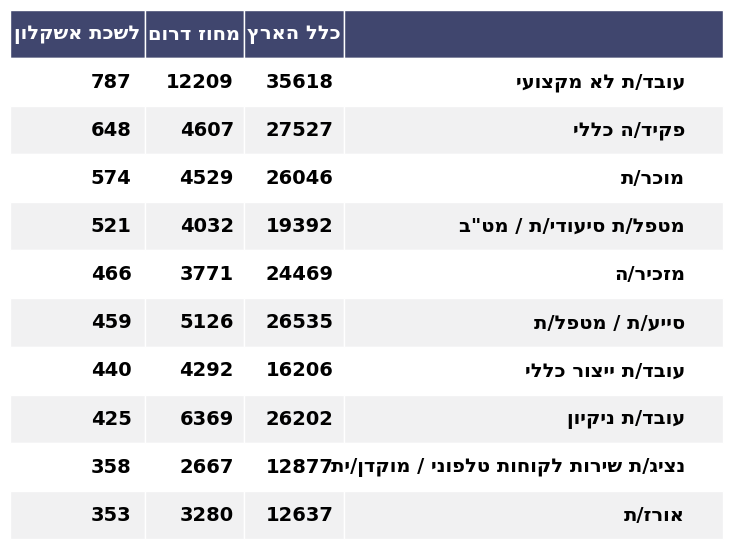 כלל הארץ מחוז דרום לשכת אשקלון
עובד/ת לא מקצועי 35618 12209 787
פקיד/ה כללי 27527 4607 648
מוכר/ת 26046 4529 574
מטפל/ת סיעודי/ת / מט"ב 19392 4032 521
מזכיר/ה 24469 3771 466
סייע/ת / מטפל/ת 26535 5126 459
עובד/ת ייצור כללי 16206 4292 440
עובד/ת ניקיון 26202 6369 425
נציג/ת שירות לקוחות טלפוני / מוקדן/ית 12877 2667 358
אורז/ת 12637 3280 353